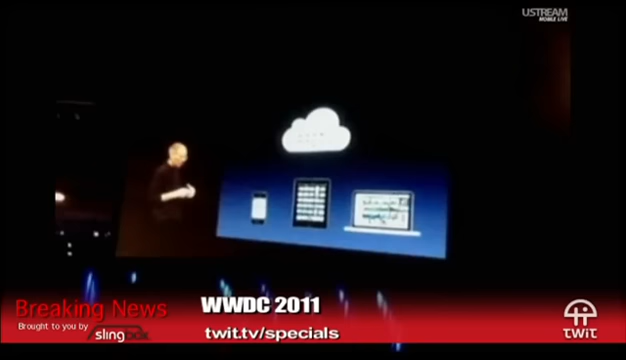 USTREAM
MOBILE LIVE
Breaking News
Brought to you by slingbox
WWDC 2011
twit.tv/specials
TWiT